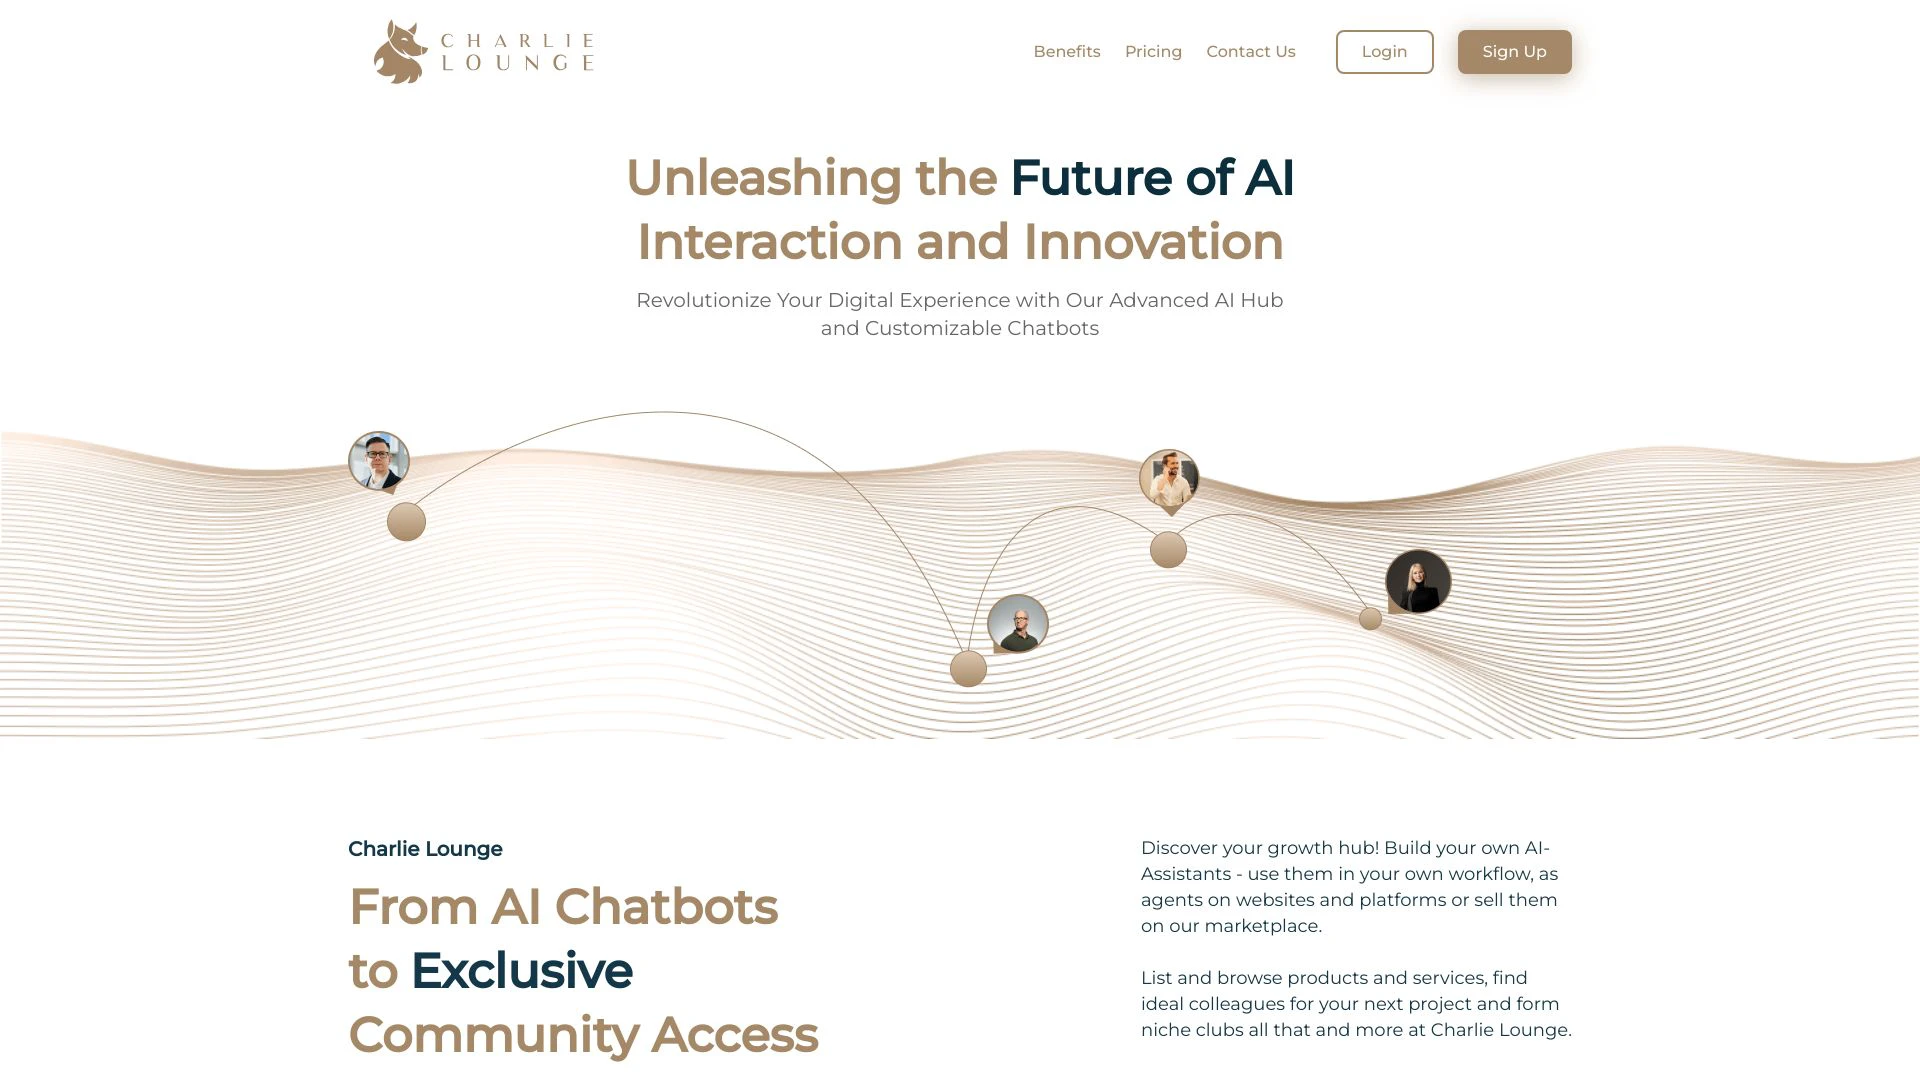 CHARLIE
LOUNGE
Benefits
Pricing
Contact Us
Login
Sign Up
Unleashing the Future of AI
Interaction and Innovation
Revolutionize Your Digital Experience with Our Advanced AI Hub
and Customizable Chatbots
Charlie Lounge
From AI Chatbots
to Exclusive
Community Access
Discover your growth hub! Build your own AI-
Assistants - use them in your own workflow, as
agents on websites and platforms or sell them
on our marketplace.
List and browse products and services, find
ideal colleagues for your next project and form
niche clubs all that and more at Charlie Lounge.